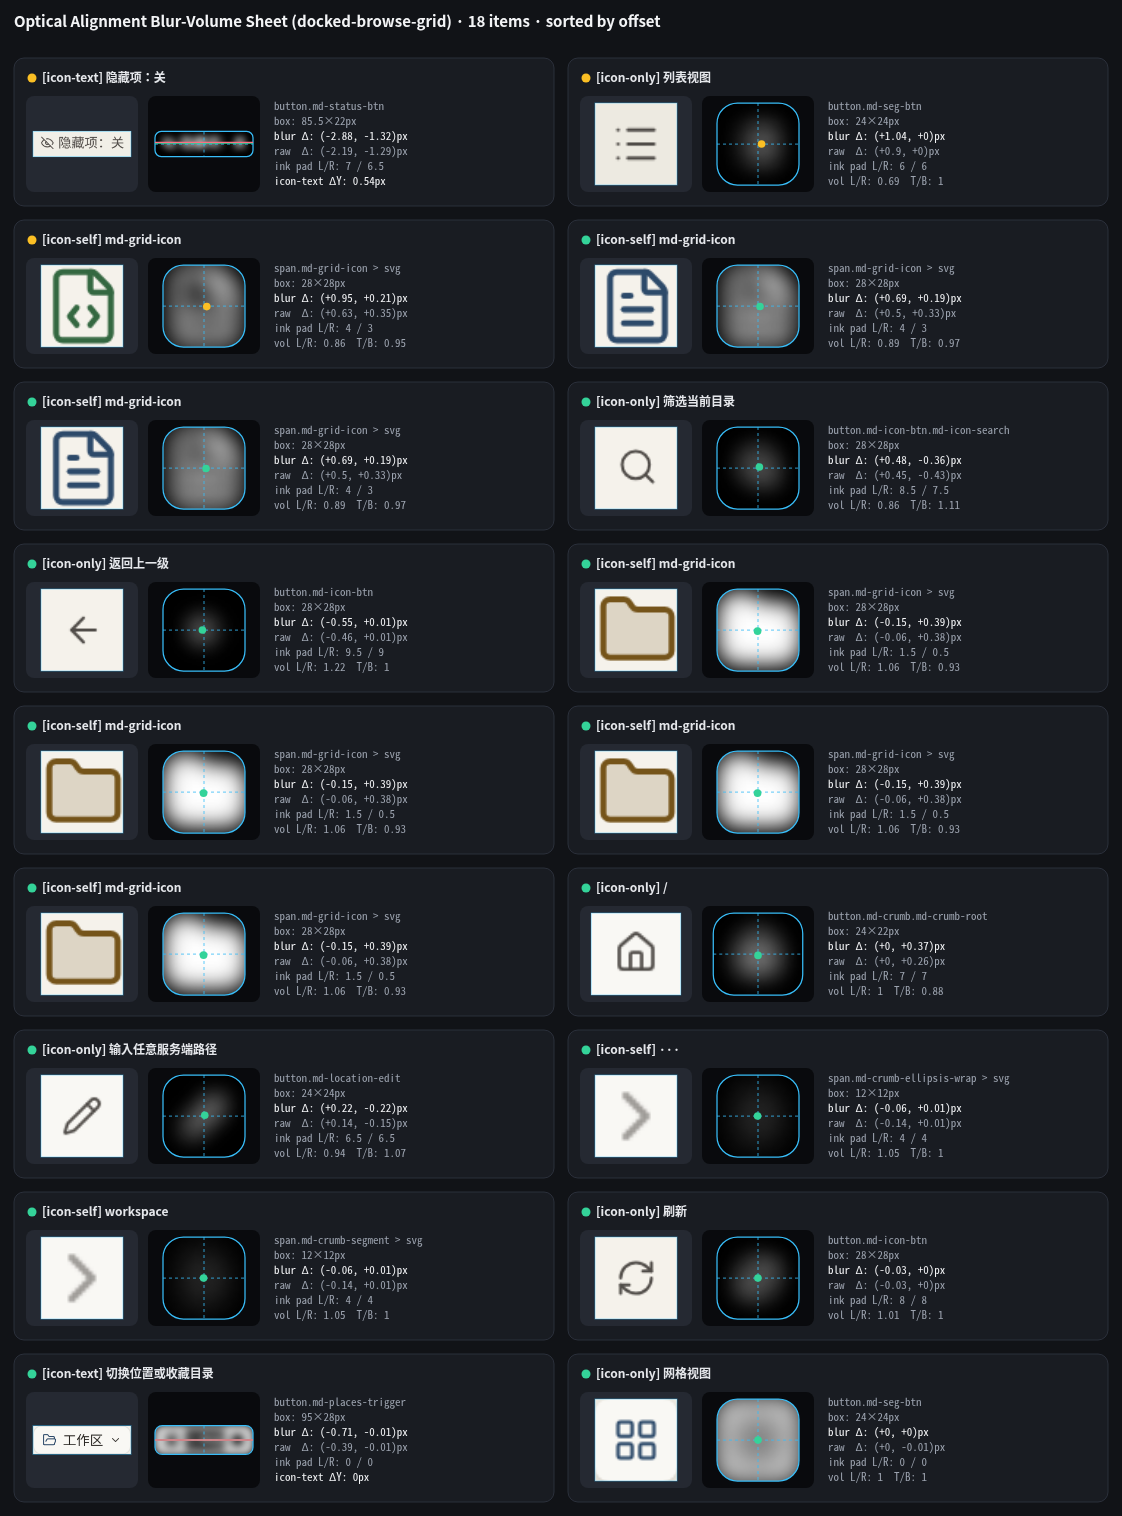 Optical Alignment Blur-Volume Sheet (docked-browse-grid) · 18 items · sorted by offset
[icon-text] 隐藏项：关
隐藏项：关
button.md-status-btn
box: 85.5×22px
blur Δ: (-2.88, -1.32)px
raw Δ: (-2.19, -1.29)px
ink pad L/R: 7 / 6.5
icon-text ΔY: 0.54px
[icon-only] 列表视图
button.md-seg-btn
box: 24×24px
blur Δ: (+1.04, +0)px
raw Δ: (+0.9, +0)px
ink pad L/R: 6 / 6
vol L/R: 0.69 T/B: 1
[icon-self] md-grid-icon
span.md-grid-icon > svg
box: 28×28px
blur Δ: (+0.95, +0.21)px
raw Δ: (+0.63, +0.35)px
ink pad L/R: 4 / 3
vol L/R: 0.86 T/B: 0.95
[icon-self] md-grid-icon
span.md-grid-icon > svg
box: 28×28px
blur Δ: (+0.69, +0.19)px
raw Δ: (+0.5, +0.33)px
ink pad L/R: 4 / 3
vol L/R: 0.89 T/B: 0.97
[icon-self] md-grid-icon
span.md-grid-icon > svg
box: 28×28px
blur Δ: (+0.69, +0.19)px
raw Δ: (+0.5, +0.33)px
ink pad L/R: 4 / 3
vol L/R: 0.89 T/B: 0.97
[icon-only] 筛选当前目录
button.md-icon-btn.md-icon-search
box: 28×28px
blur Δ: (+0.48, -0.36)px
raw Δ: (+0.45, -0.43)px
ink pad L/R: 8.5 / 7.5
vol L/R: 0.86 T/B: 1.11
[icon-only] 返回上一级
button.md-icon-btn
box: 28×28px
blur Δ: (-0.55, +0.01)px
raw Δ: (-0.46, +0.01)px
ink pad L/R: 9.5 / 9
vol L/R: 1.22 T/B: 1
[icon-self] md-grid-icon
span.md-grid-icon > svg
box: 28×28px
blur Δ: (-0.15, +0.39)px
raw Δ: (-0.06, +0.38)px
ink pad L/R: 1.5 / 0.5
vol L/R: 1.06 T/B: 0.93
[icon-self] md-grid-icon
span.md-grid-icon > svg
box: 28×28px
blur Δ: (-0.15, +0.39)px
raw Δ: (-0.06, +0.38)px
ink pad L/R: 1.5 / 0.5
vol L/R: 1.06 T/B: 0.93
[icon-self] md-grid-icon
span.md-grid-icon > svg
box: 28×28px
blur Δ: (-0.15, +0.39)px
raw Δ: (-0.06, +0.38)px
ink pad L/R: 1.5 / 0.5
vol L/R: 1.06 T/B: 0.93
[icon-self] md-grid-icon
span.md-grid-icon > svg
box: 28×28px
blur Δ: (-0.15, +0.39)px
raw Δ: (-0.06, +0.38)px
ink pad L/R: 1.5 / 0.5
vol L/R: 1.06 T/B: 0.93
[icon-only] /
button.md-crumb.md-crumb-root
box: 24×22px
blur Δ: (+0, +0.37)px
raw Δ: (+0, +0.26)px
ink pad L/R: 7 / 7
vol L/R: 1 T/B: 0.88
[icon-only] 输入任意服务端路径
button.md-location-edit
box: 24×24px
blur Δ: (+0.22, -0.22)px
raw Δ: (+0.14, -0.15)px
ink pad L/R: 6.5 / 6.5
vol L/R: 0.94 T/B: 1.07
[icon-self] ···
span.md-crumb-ellipsis-wrap > svg
box: 12×12px
blur Δ: (-0.06, +0.01)px
raw Δ: (-0.14, +0.01)px
ink pad L/R: 4 / 4
vol L/R: 1.05 T/B: 1
[icon-self] workspace
span.md-crumb-segment > svg
box: 12×12px
blur Δ: (-0.06, +0.01)px
raw Δ: (-0.14, +0.01)px
ink pad L/R: 4 / 4
vol L/R: 1.05 T/B: 1
[icon-only] 刷新
button.md-icon-btn
box: 28×28px
blur Δ: (-0.03, +0)px
raw Δ: (-0.03, +0)px
ink pad L/R: 8 / 8
vol L/R: 1.01 T/B: 1
[icon-text] 切换位置或收藏目录
工作区
button.md-places-trigger
box: 95×28px
blur Δ: (-0.71, -0.01)px
raw Δ: (-0.39, -0.01)px
ink pad L/R: 0 / 0
icon-text ΔY: 0px
[icon-only] 网格视图
button.md-seg-btn
box: 24×24px
blur Δ: (+0, +0)px
raw Δ: (+0, -0.01)px
ink pad L/R: 0 / 0
vol L/R: 1 T/B: 1